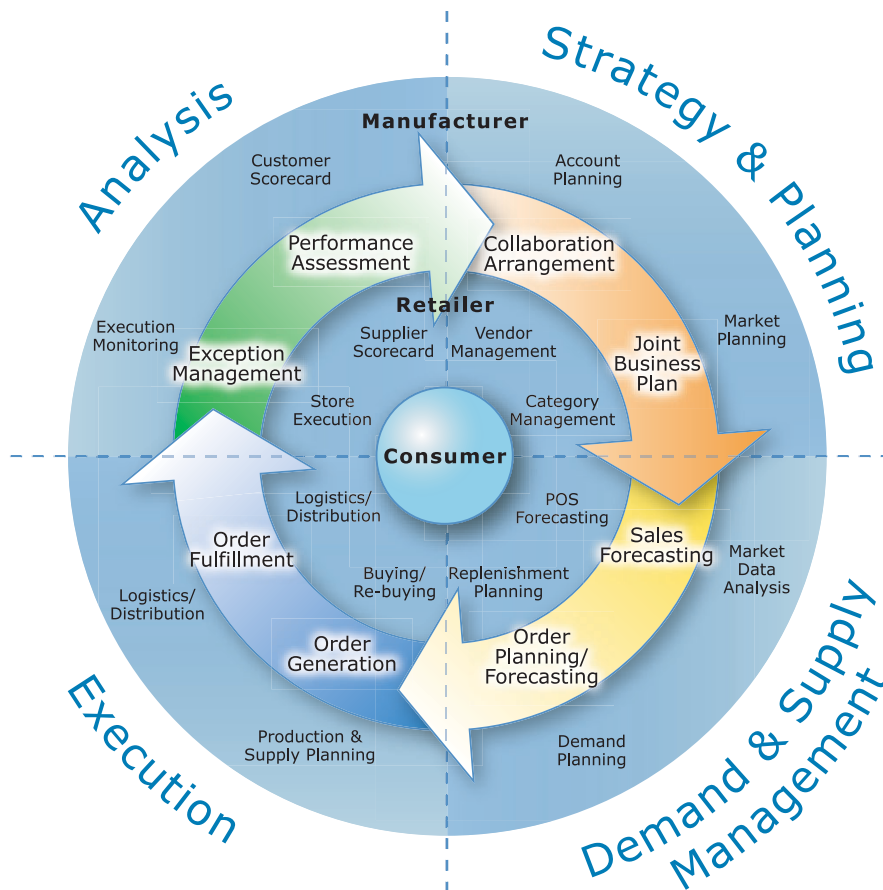 Analysis
Strategy & Planning
Manufacturer
Customer
Scorecard
Account
Planning
Performance
Assessment
Collaboration
Arrangement
Retailer
Execution
Monitoring
Exception
Management
Supplier
Scorecard
Vendor
Management
Joint
Business
Plan
Market
Planning
Store
Execution
Category
Management
Consumer
Logistics/
Distribution
POS
Forecasting
Order
Fulfillment
Sales
Forecasting
Market
Data
Analysis
Logistics/
Distribution
Buying/
Re-buying
Replenishment
Planning
Order
Generation
Order
Planning/
Forecasting
Production &
Supply Planning
Demand
Planning
Execution
Demand & Supply
Management